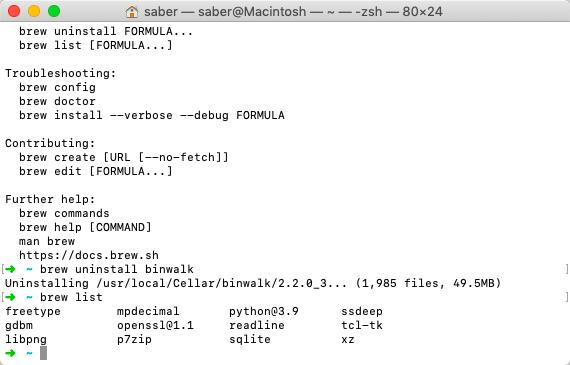 saber — saber@Macintosh — ~ — -zsh — 80×24
brew uninstall FORMULA...
brew list [FORMULA...]
Troubleshooting:
brew config
brew doctor
brew install --verbose --debug FORMULA
Contributing:
brew create [URL [--no-fetch]]
brew edit [FORMULA...]
Further help:
brew commands
brew help [COMMAND]
man brew
https://docs.brew.sh
[➜ ~ brew uninstall binwalk ]
Uninstalling /usr/local/Cellar/binwalk/2.2.0_3... (1,985 files, 49.5MB)
[➜ ~ brew list ]
freetype mpdecimal python@3.9 ssdeep
gdbm openssl@1.1 readline tcl-tk
libpng p7zip sqlite xz
➜ ~